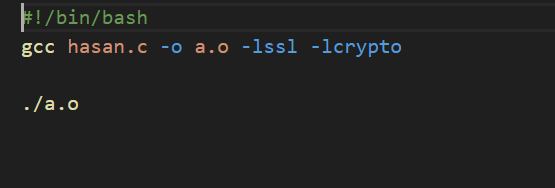 #!/bin/bash
gcc hasan.c -o a.o -lssl -lcrypto
./a.o